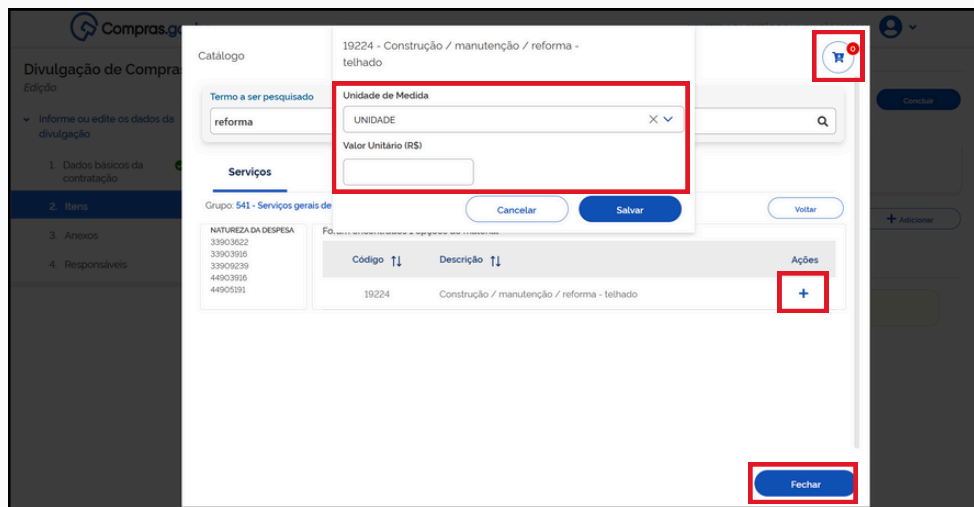 Compras.go
Divulgação de Compra
Edição
Informe ou edite os dados da
divulgação
1. Dados básicos da
contratação
2. Itens
3. Anexos
4. Responsáveis
Catálogo
19224 - Construção / manutenção / reforma -
telhado
0
Concluir
Termo a ser pesquisado
Unidade de Medida
reforma
UNIDADE
Valor Unitário (R$)
Serviços
Cancelar
Salvar
Grupo: 541 - Serviços gerais de
Voltar
Adicionar
NATUREZA DA DESPESA
33903622
33903916
33909239
44903916
44905191
Código
Descrição
Ações
19224
Construção / manutenção / reforma - telhado
Fechar